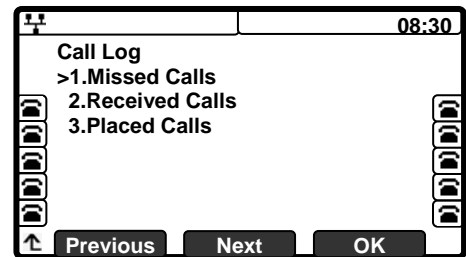 08:30
Call Log
>1.Missed Calls
2.Received Calls
3.Placed Calls
Previous Next OK